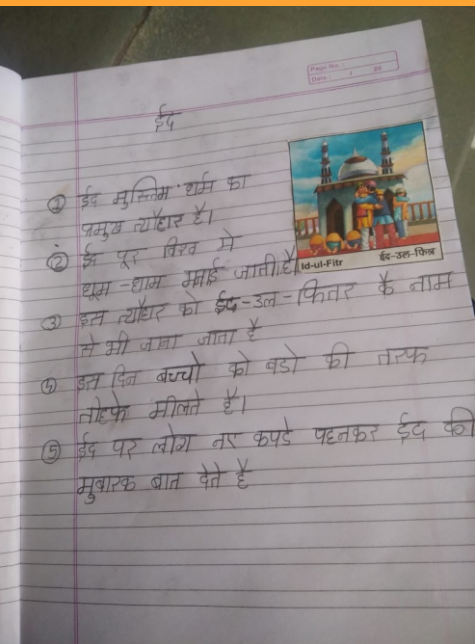 Page No. :
Date : / 20
ईद
① ईद मुस्लिम धर्म का
प्रमुख त्यौहार है।
② ईद पूर विश्व मे
धूम-धाम मनाई जाती है।
Id-ul-Fitr ईद-उल-फित्र
③ इस त्यौहार को ईद-उल-फितर के नाम
से भी जाना जाता है
④ इस दिन बच्चो को बडो की तरफ
तोहफे मीलते है।
⑤ ईद पर लोग नए कपडे पहनकर ईद की
मुबारक बात देते है